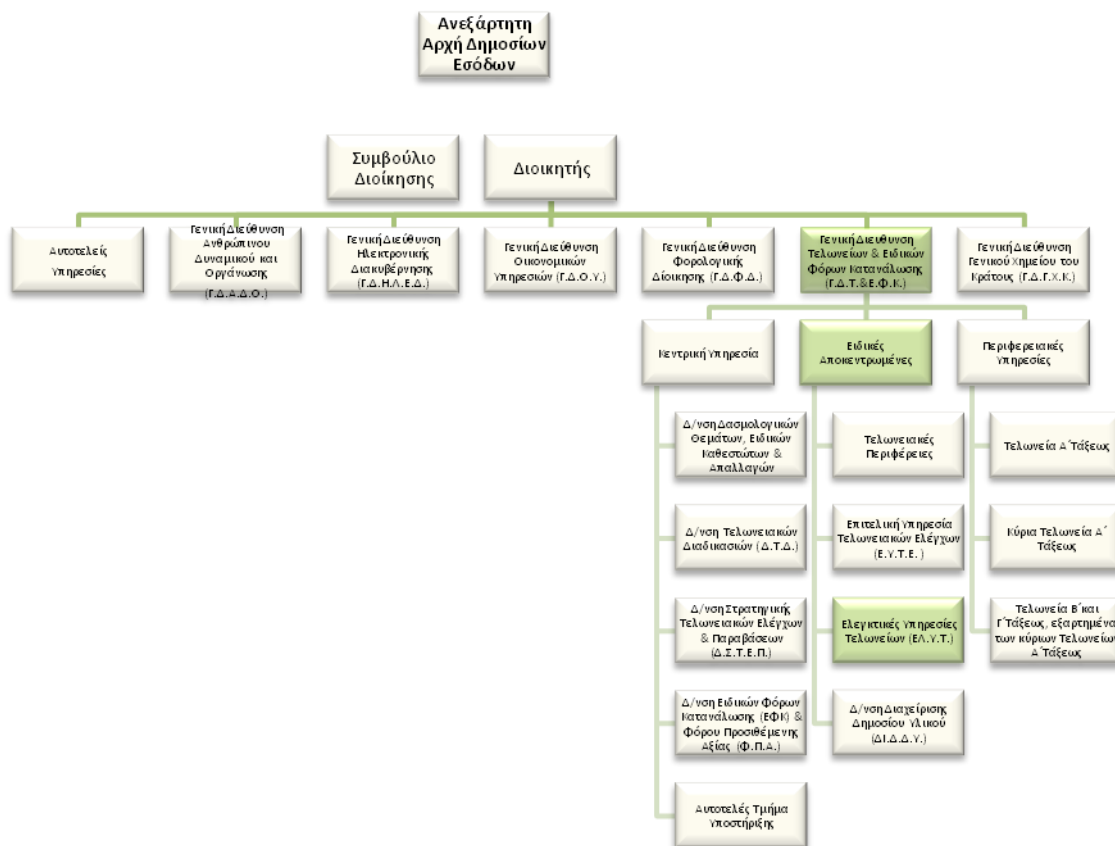 Ανεξάρτητη
Αρχή Δημοσίων
Εσόδων
Συμβούλιο
Διοίκησης
Διοικητής
Αυτοτελείς
Υπηρεσίες
Γενική Διεύθυνση
Ανθρώπινου
Δυναμικού και
Οργάνωσης
(Γ.Δ.Α.Δ.Ο.)
Γενική Διεύθυνση
Ηλεκτρονικής
Διακυβέρνησης
(Γ.Δ.Η.Λ.Ε.Δ.)
Γενική Διεύθυνση
Οικονομικών
Υπηρεσιών (Γ.Δ.Ο.Υ.)
Γενική Διεύθυνση
Φορολογικής
Δίοικησης (Γ.Δ.Φ.Δ.)
Γενική Διευθυνση
Τελωνείων & Ειδικών
Φόρων Κατανάλωσης
(Γ.Δ.Τ.&Ε.Φ.Κ.)
Γενική Διεύθυνση
Γενικού Χημείου του
Κράτους (Γ.Δ.Γ.Χ.Κ.)
Κεντρική Υπηρεσία
Ειδικές
Αποκεντρωμένες
Περιφερειακές
Υπηρεσίες
Δ/νση Δασμολογικών
Θεμάτων, Ειδικών
Καθεστώτων &
Απαλλαγών
Τελωνειακές
Περιφέρειες
Τελωνεία Α΄ Τάξεως
Δ/νση Τελωνειακών
Διαδικασιών (Δ.Τ.Δ.)
Επιτελική Υπηρεσία
Τελωνειακών Ελέγχων
(Ε.Υ.Τ.Ε. )
Κύρια Τελωνεία Α΄
Τάξεως
Δ/νση Στρατηγικής
Τελωνειακών Ελέγχων
& Παραβάσεων
(Δ.Σ.Τ.Ε.Π.)
Ελεγκτικές Υπηρεσίες
Τελωνείων (ΕΛ.Υ.Τ.)
Τελωνεία Β΄ και
Γ΄ Τάξεως, εξαρτημένα
των κύριων Τελωνείων
Α΄ Τάξεως
Δ/νση Ειδικών Φόρων
Κατανάλωσης (ΕΦΚ) &
Φόρου Προσιθέμενης
Αξίας (Φ.Π.Α.)
Δ/νση Διαχείρισης
Δημοσίου Υλικού
(ΔΙ.Δ.Δ.Υ.)
Αυτοτελές Τμήμα
Υποστήριξης